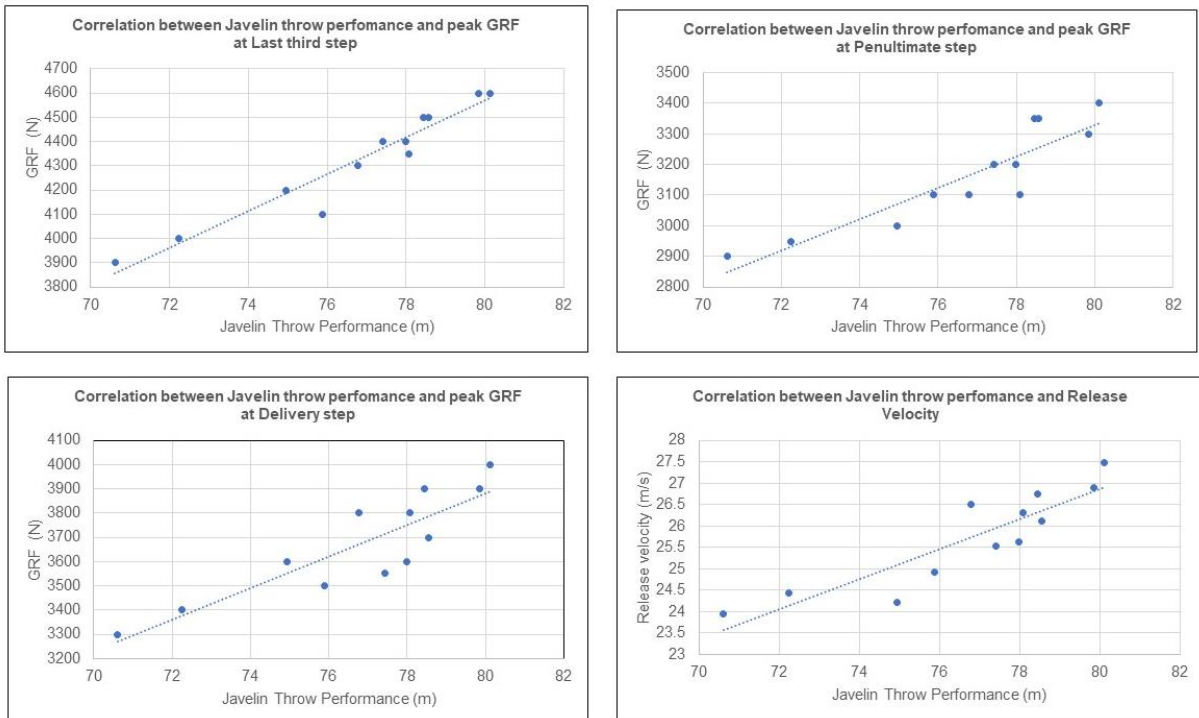 Correlation between Javelin throw perfomance and peak GRF
at Last third step
4700
4600
4500
4400
4300
4200
4100
4000
3900
3800
GRF (N)
70 72 74 76 78 80 82
Javelin Throw Performance (m)
Correlation between Javelin throw perfomance and peak GRF
at Penultimate step
3500
3400
3300
3200
3100
3000
2900
2800
GRF (N)
70 72 74 76 78 80 82
Javelin Throw Performance (m)
Correlation between Javelin throw perfomance and peak GRF
at Delivery step
4100
4000
3900
3800
3700
3600
3500
3400
3300
3200
GRF (N)
70 72 74 76 78 80 82
Javelin Throw Performance (m)
Correlation between Javelin throw perfomance and Release
Velocity
28
27.5
27
26.5
26
25.5
25
24.5
24
23.5
23
Release velocity (m/s)
70 72 74 76 78 80 82
Javelin Throw Performance (m)